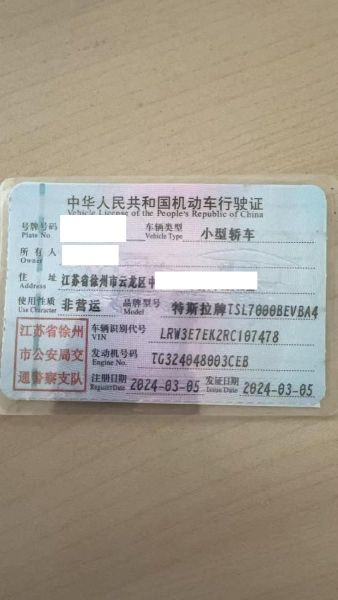 中华人民共和国机动车行驶证
Vehicle License of the People's Republic of China
号牌号码 车辆类型 小型轿车
Plate No. Vehicle Type
所有人
Owner
住址 江苏省徐州市云龙区中
Address
使用性质 非营运 品牌型号 特斯拉牌TSL7000BEVBA4
Use Character Model
江苏省徐州市公安局交通警察支队
车辆识别代号 LRW3E7EK2RC107478
VIN
发动机号码 TG324048003CEB
Engine No.
注册日期 2024-03-05 发证日期 2024-03-05
Register Date Issue Date